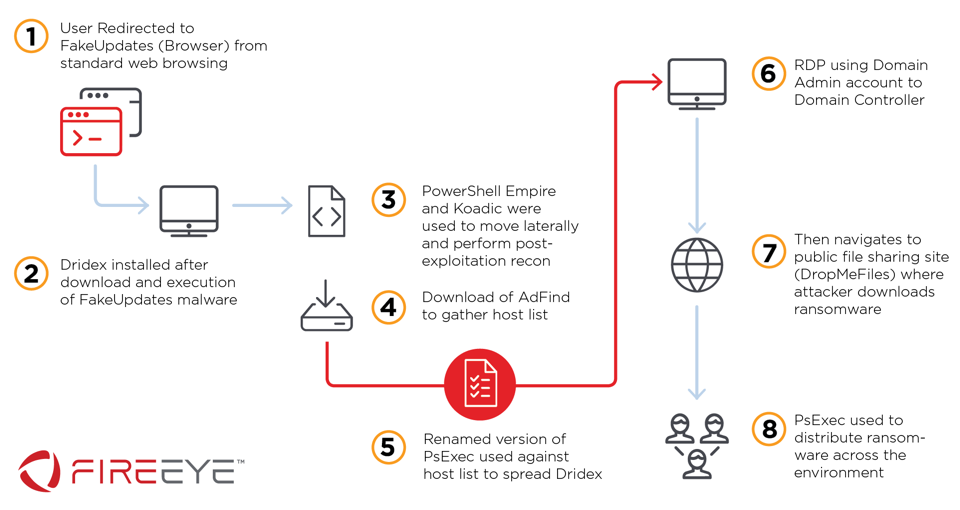 1
User Redirected to
FakeUpdates (Browser) from
standard web browsing
2
Dridex installed after
download and execution
of FakeUpdates malware
3
PowerShell Empire
and Koadic were
used to move laterally
and perform post-
exploitation recon
4
Download of AdFind
to gather host list
5
Renamed version of
PsExec used against
host list to spread Dridex
6
RDP using Domain
Admin account to
Domain Controller
7
Then navigates to
public file sharing site
(DropMeFiles) where
attacker downloads
ransomware
8
PsExec used to
distribute ransom-
ware across the
environment
FIREEYE™